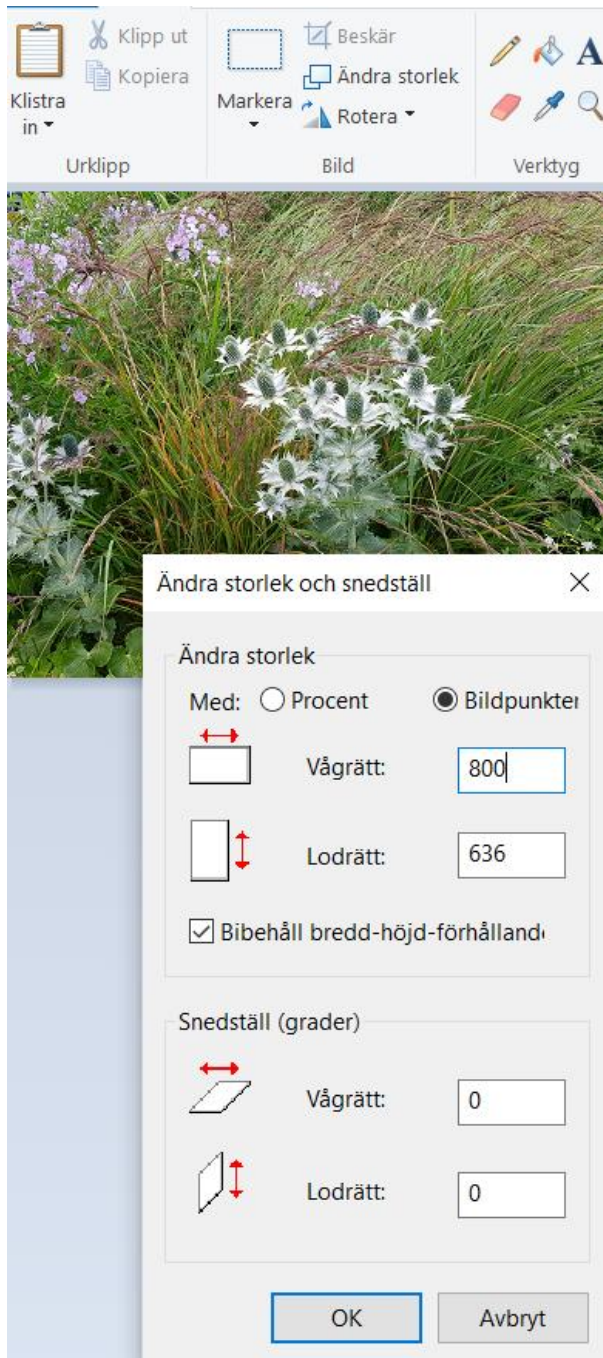 Klipp ut
Kopiera
Klistra
in
Urklipp
Markera
Beskär
Ändra storlek
Rotera
Bild
A
Verktyg
Ändra storlek och snedställ
Ändra storlek
Med: Procent Bildpunkter
Vågrätt: 800
Lodrätt: 636
Bibehåll bredd-höjd-förhålland
Snedställ (grader)
Vågrätt: 0
Lodrätt: 0
OK Avbryt